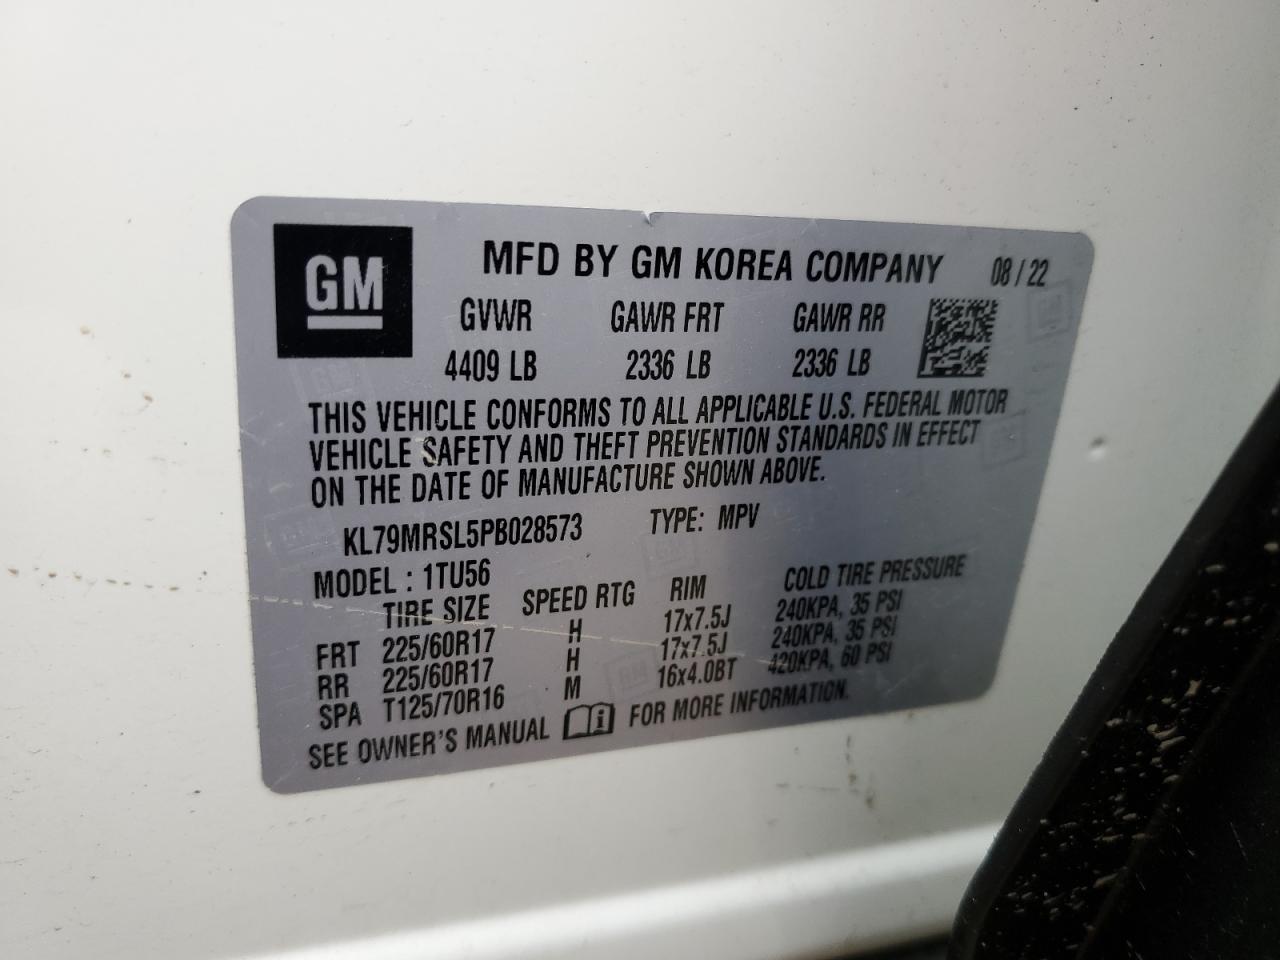 GM
MFD BY GM KOREA COMPANY 08/22
GVWR GAWR FRT GAWR RR
4409 LB 2336 LB 2336 LB
THIS VEHICLE CONFORMS TO ALL APPLICABLE U.S. FEDERAL MOTOR
VEHICLE SAFETY AND THEFT PREVENTION STANDARDS IN EFFECT
ON THE DATE OF MANUFACTURE SHOWN ABOVE.
KL79MRSL5PB028573 TYPE: MPV
MODEL : 1TU56
TIRE SIZE SPEED RTG RIM COLD TIRE PRESSURE
FRT 225/60R17 H 17x7.5J 240KPA, 35 PSI
RR 225/60R17 H 17x7.5J 240KPA, 35 PSI
SPA T125/70R16 M 16x4.0BT 420KPA, 60 PSI
SEE OWNER'S MANUAL i FOR MORE INFORMATION.